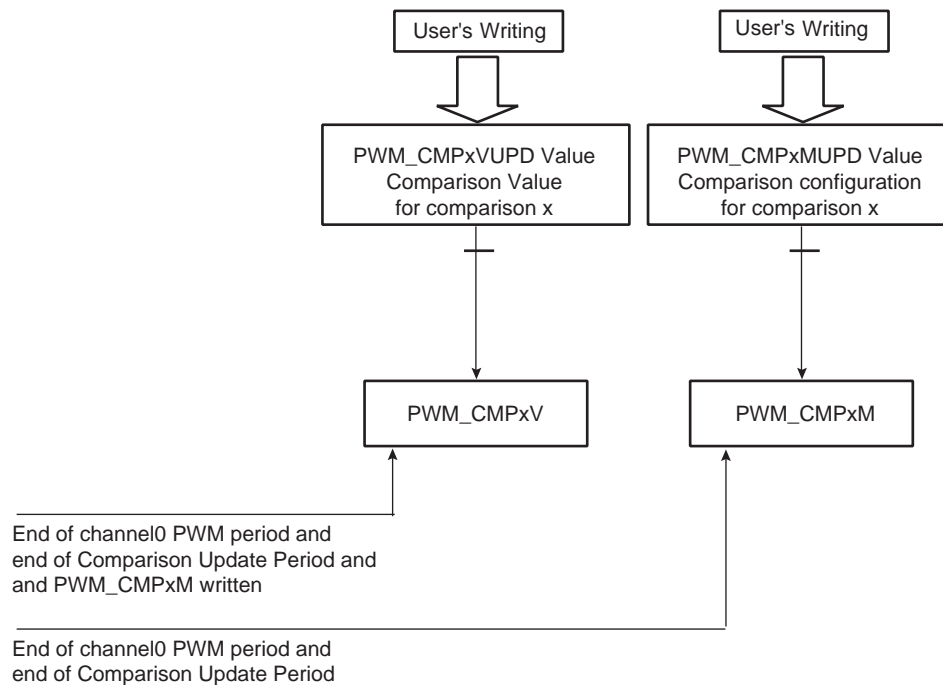 User's Writing
User's Writing
PWM_CMPxVUPD Value
Comparison Value
for comparison x
PWM_CMPxMUPD Value
Comparison configuration
for comparison x
PWM_CMPxV
PWM_CMPxM
End of channel0 PWM period and
end of Comparison Update Period and
and PWM_CMPxM written
End of channel0 PWM period and
end of Comparison Update Period